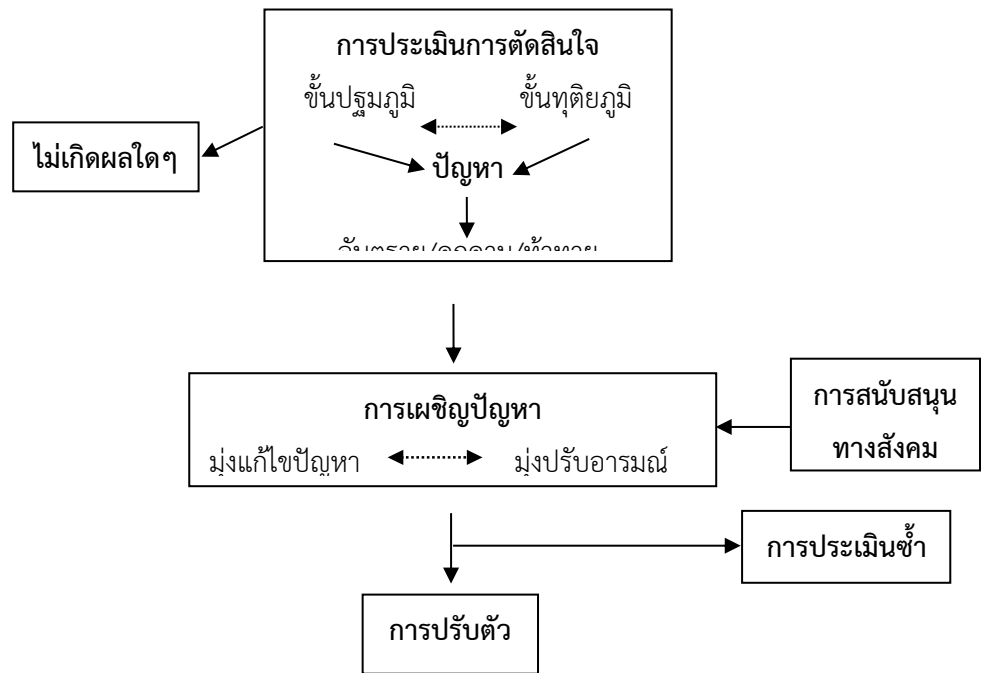 การประเมินการตัดสินใจ
ขั้นปฐมภูมิ ขั้นทุติยภูมิ
ไม่เกิดผลใดๆ
ปัญหา
การเผชิญปัญหา
มุ่งแก้ไขปัญหา มุ่งปรับอารมณ์
การสนับสนุน
ทางสังคม
การประเมินซ้ำ
การปรับตัว